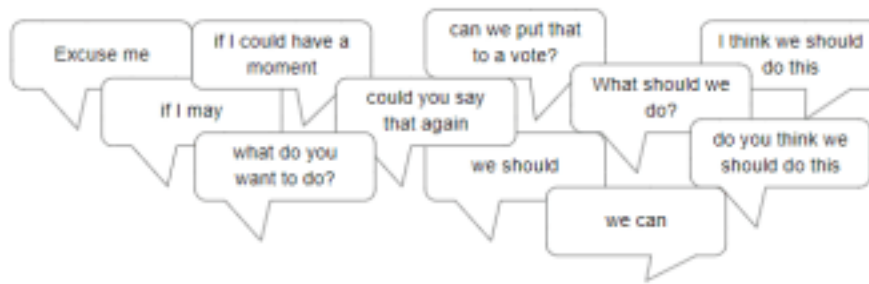 Excuse me
if I could have a
moment
can we put that
to a vote?
I think we should
do this
if I may
could you say
that again
What should we
do?
what do you
want to do?
we should
do you think we
should do this
we can